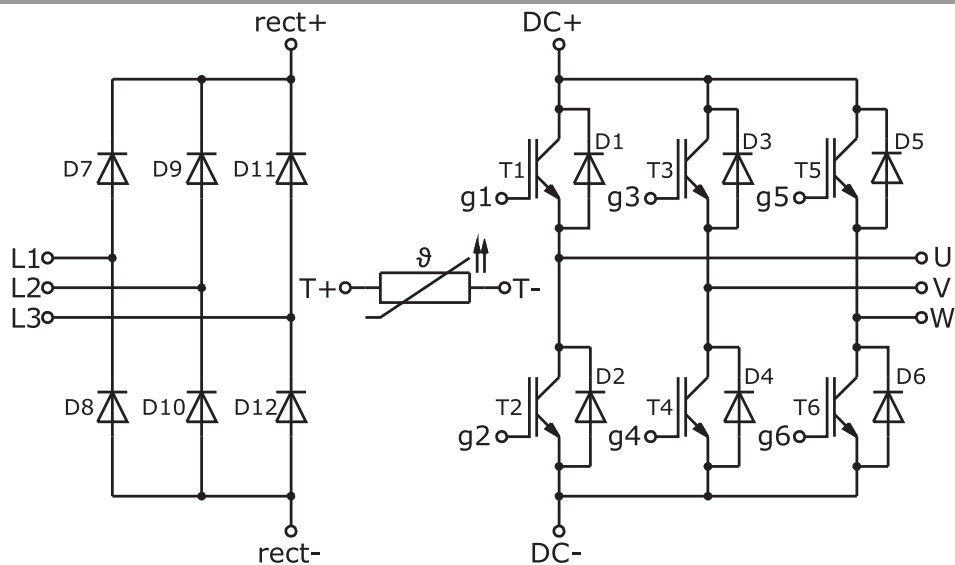 rect+
DC+
D7
D9
D11
T1
D1
T3
D3
T5
D5
g1
g3
g5
L1
L2
L3
T+
ϑ
T-
U
V
W
D8
D10
D12
T2
D2
T4
D4
T6
D6
g2
g4
g6
rect-
DC-